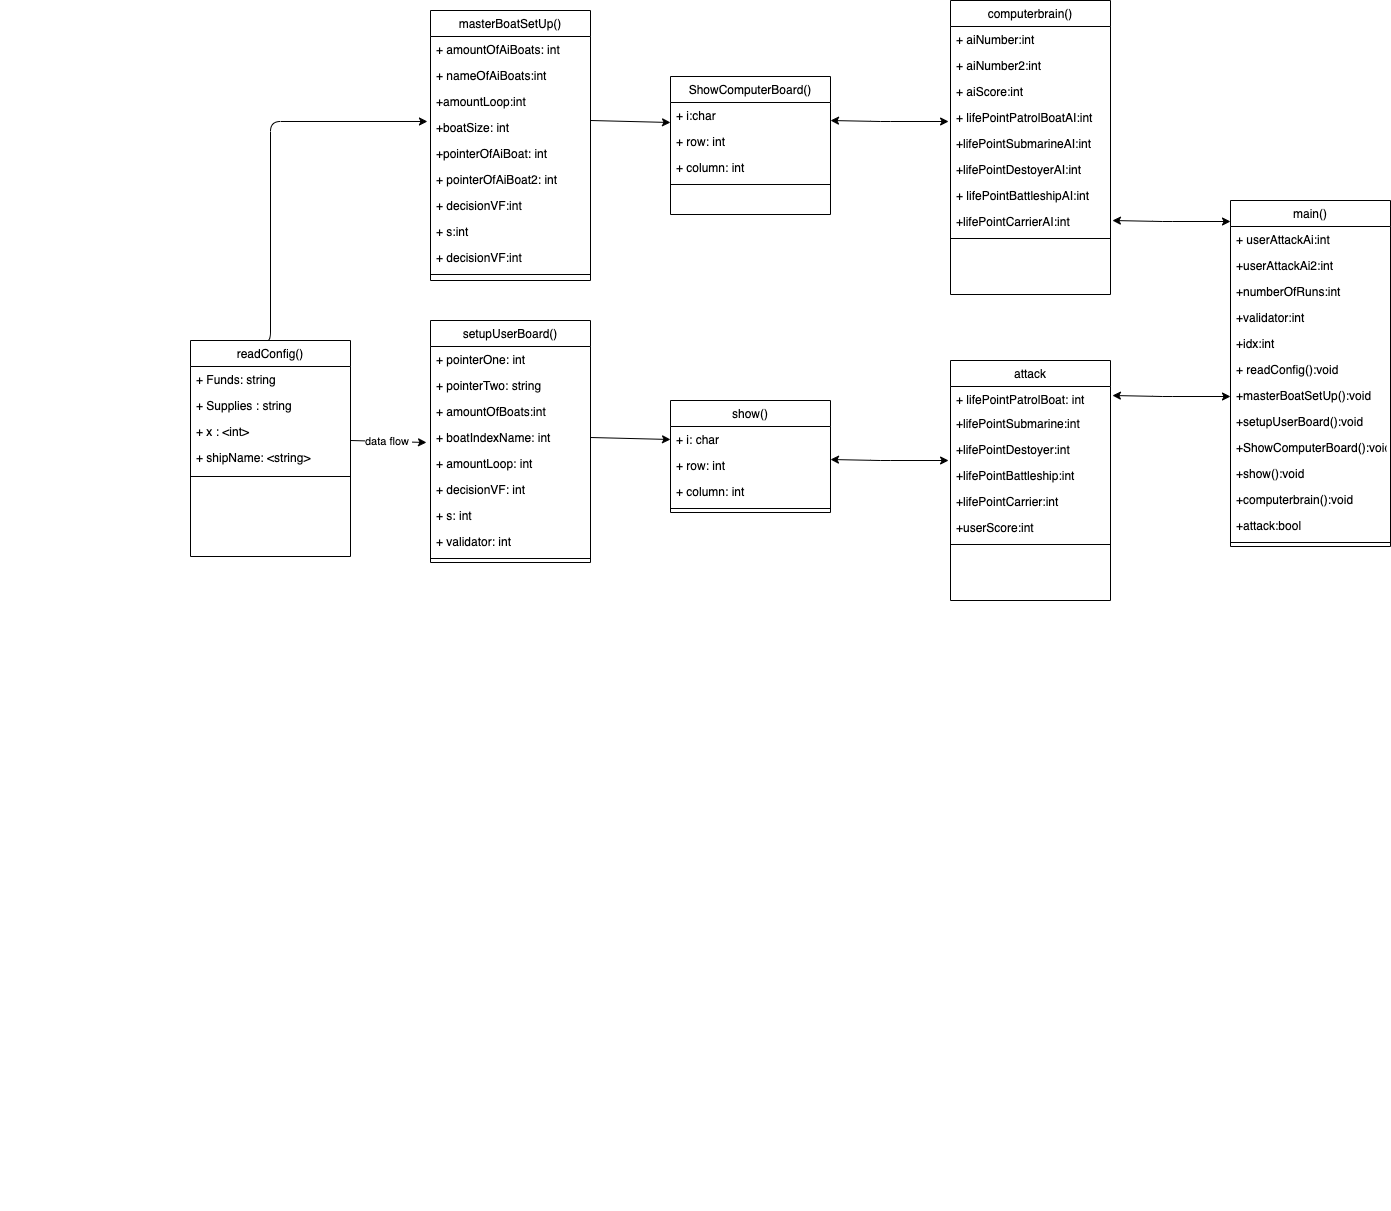 masterBoatSetUp()
+ amountOfAiBoats: int
+ nameOfAiBoats:int
+amountLoop:int
+boatSize: int
+pointerOfAiBoat: int
+ pointerOfAiBoat2: int
+ decisionVF:int
+ s:int
+ decisionVF:int
ShowComputerBoard()
+ i:char
+ row: int
+ column: int
computerbrain()
+ aiNumber:int
+ aiNumber2:int
+ aiScore:int
+ lifePointPatrolBoatAI:int
+lifePointSubmarineAI:int
+lifePointDestoyerAI:int
+ lifePointBattleshipAI:int
+lifePointCarrierAI:int
main()
+ userAttackAi:int
+userAttackAi2:int
+numberOfRuns:int
+validator:int
+idx:int
+ readConfig():void
+masterBoatSetUp():void
+setupUserBoard():void
+ShowComputerBoard():voi
+show():void
+computerbrain():void
+attack:bool
readConfig()
+ Funds: string
+ Supplies : string
+ x : <int>
+ shipName: <string>
data flow
setupUserBoard()
+ pointerOne: int
+ pointerTwo: string
+ amountOfBoats:int
+ boatIndexName: int
+ amountLoop: int
+ decisionVF: int
+ s: int
+ validator: int
show()
+ i: char
+ row: int
+ column: int
attack
+ lifePointPatrolBoat: int
+lifePointSubmarine:int
+lifePointDestoyer:int
+lifePointBattleship:int
+lifePointCarrier:int
+userScore:int